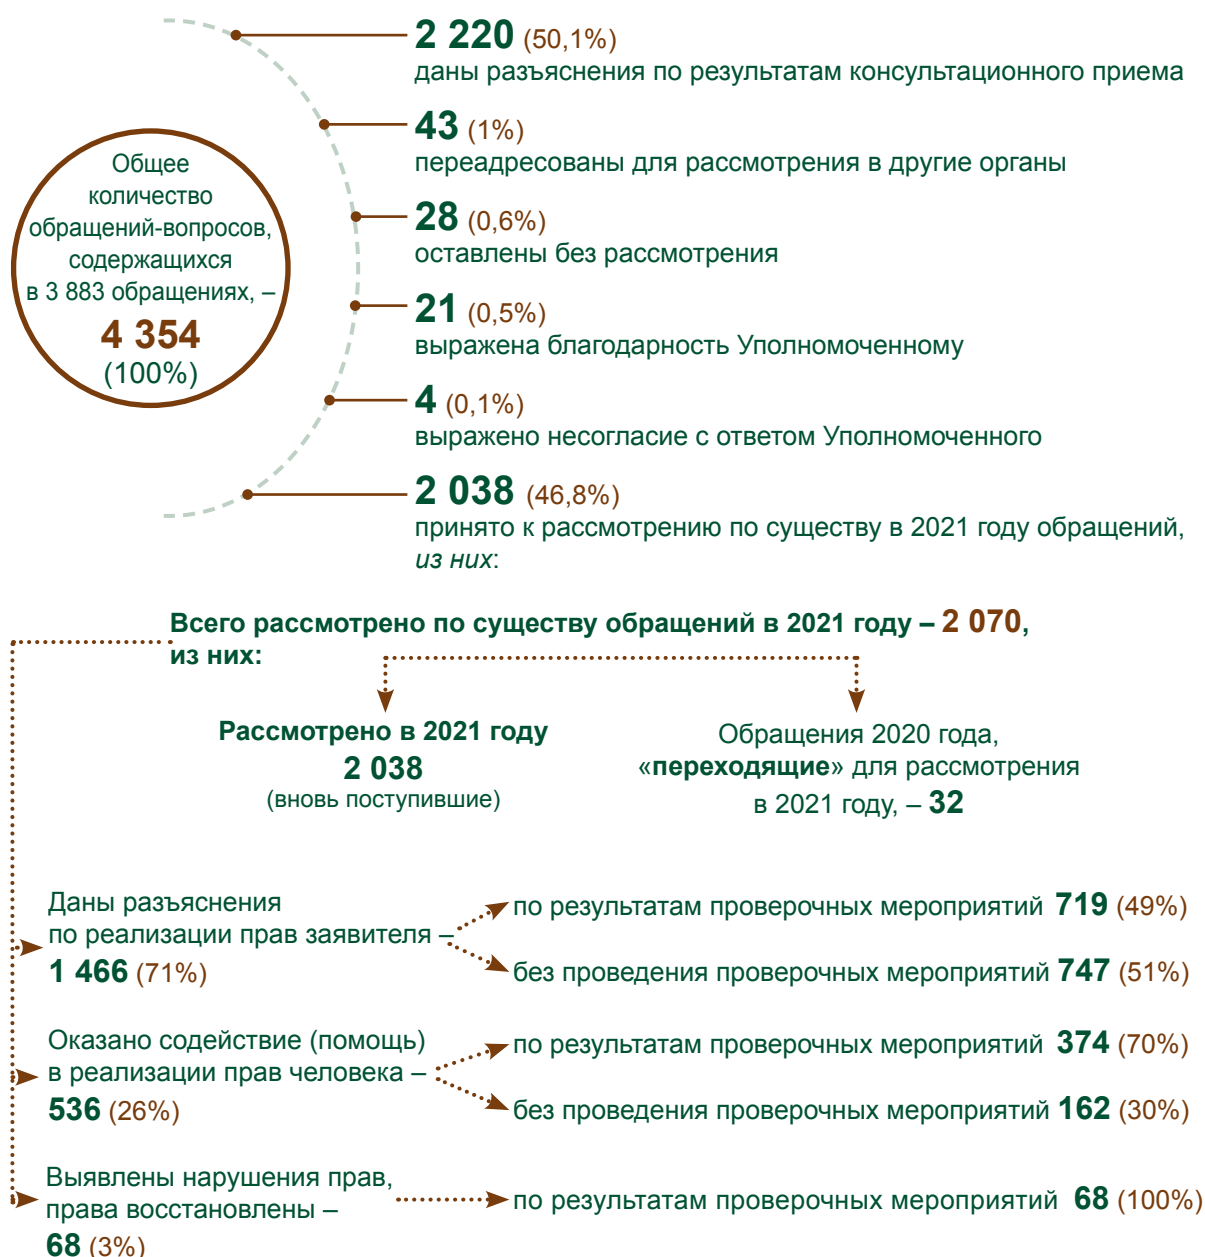 Общее
количество
обращений-вопросов,
содержащихся
в 3 883 обращениях, –
4 354
(100%)
2 220 (50,1%)
даны разъяснения по результатам консультационного приема
43 (1%)
переадресованы для рассмотрения в другие органы
28 (0,6%)
оставлены без рассмотрения
21 (0,5%)
выражена благодарность Уполномоченному
4 (0,1%)
выражено несогласие с ответом Уполномоченного
2 038 (46,8%)
принято к рассмотрению по существу в 2021 году обращений,
из них:
Всего рассмотрено по существу обращений в 2021 году – 2 070,
из них:
Рассмотрено в 2021 году
2 038
(вновь поступившие)
Обращения 2020 года,
«переходящие» для рассмотрения
в 2021 году, – 32
Даны разъяснения
по реализации прав заявителя –
1 466 (71%)
по результатам проверочных мероприятий 719 (49%)
без проведения проверочных мероприятий 747 (51%)
Оказано содействие (помощь)
в реализации прав человека –
536 (26%)
по результатам проверочных мероприятий 374 (70%)
без проведения проверочных мероприятий 162 (30%)
Выявлены нарушения прав,
права восстановлены –
68 (3%)
по результатам проверочных мероприятий 68 (100%)